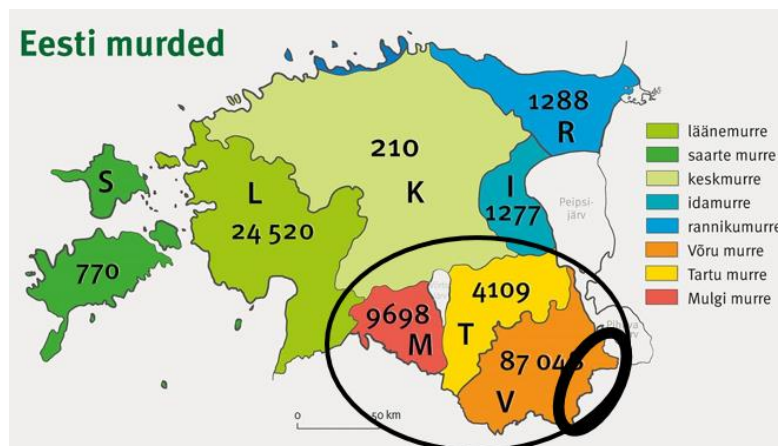 Eesti murded
1288
R
S
L
24 520
210
K
I
1277
Peipsi-
järv
770
4109
9698
M
T
V
0
50 km
läänemurre
saarte murre
keskmurre
idamurre
rannikumurre
Võru murre
Tartu murre
Mulgi murre